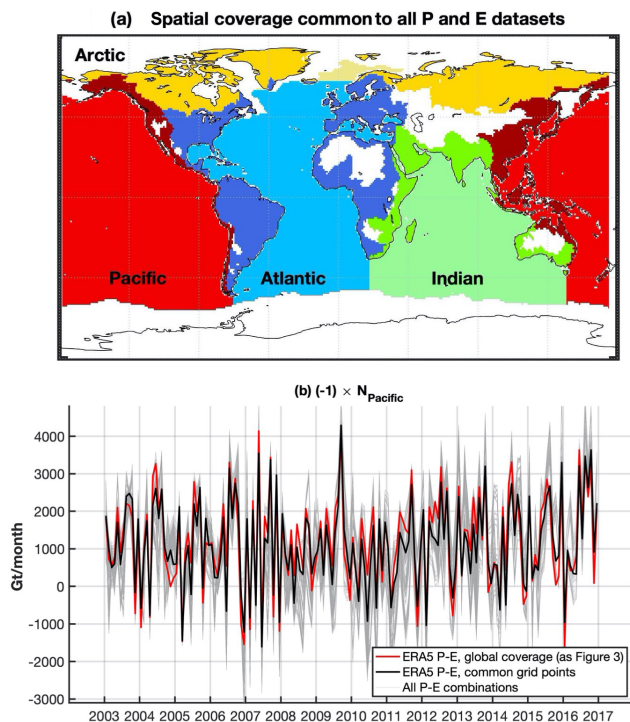 (a) Spatial coverage common to all P and E datasets
Arctic
Pacific Atlantic Indian
(b) (-1) × N_Pacific
4000
3000
2000
1000
0
-1000
-2000
-3000
Gt/month
ERA5 P-E, global coverage (as Figure 3)
ERA5 P-E, common grid points
All P-E combinations
2003 2004 2005 2006 2007 2008 2009 2010 2011 2012 2013 2014 2015 2016 2017